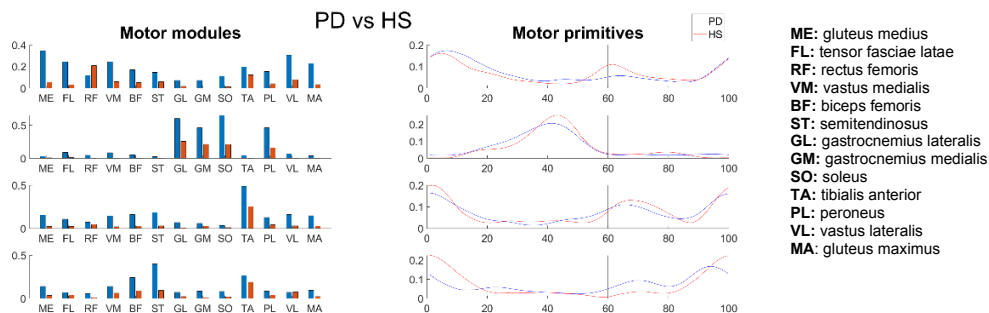 PD vs HS
Motor modules
Motor primitives
PD
HS
0.4
0.2
0
ME FL RF VM BF ST GL GM SO TA PL VL MA
0.2
0.1
0
0 20 40 60 80 100
0.5
0
ME FL RF VM BF ST GL GM SO TA PL VL MA
0.2
0.1
0
0 20 40 60 80 100
0.5
0
ME FL RF VM BF ST GL GM SO TA PL VL MA
0.2
0.1
0
0 20 40 60 80 100
0.5
0
ME FL RF VM BF ST GL GM SO TA PL VL MA
0.2
0.1
0
0 20 40 60 80 100
ME: gluteus medius
FL: tensor fasciae latae
RF: rectus femoris
VM: vastus medialis
BF: biceps femoris
ST: semitendinosus
GL: gastrocnemius lateralis
GM: gastrocnemius medialis
SO: soleus
TA: tibialis anterior
PL: peroneus
VL: vastus lateralis
MA: gluteus maximus